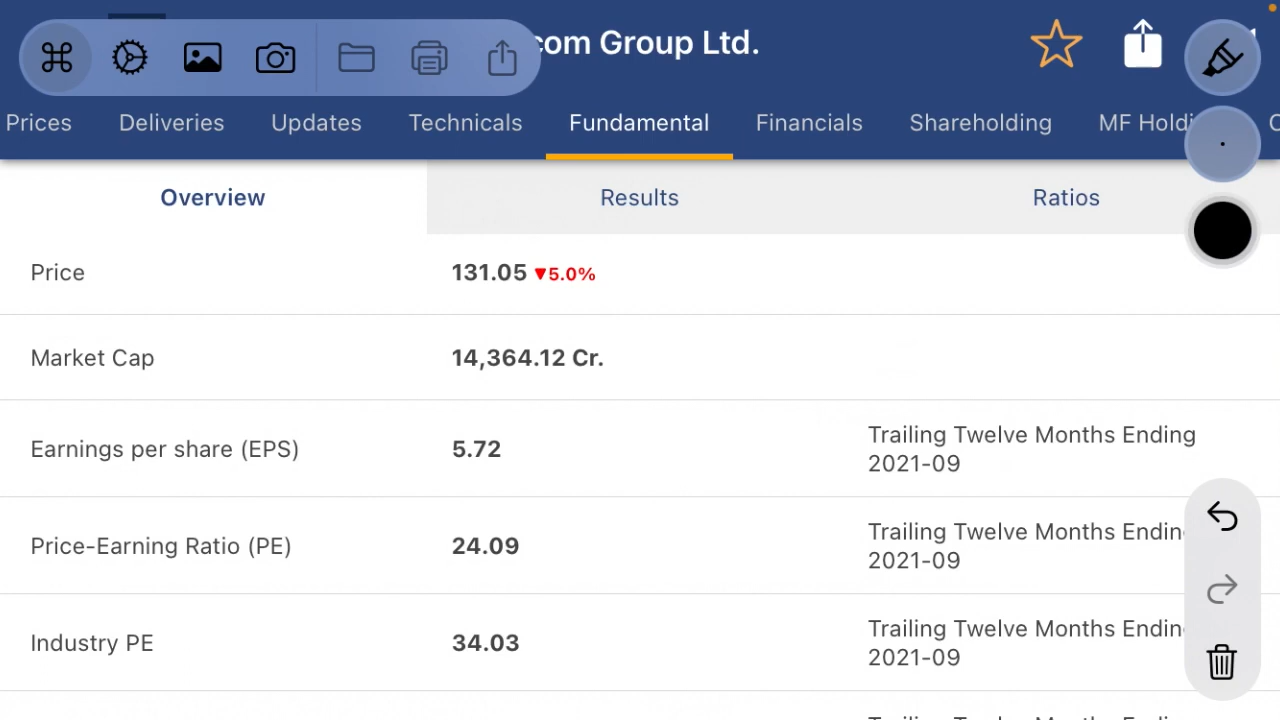 com Group Ltd.
Prices Deliveries Updates Technicals Fundamental Financials Shareholding MF Holdi
Overview Results Ratios
Price 131.05 ▼5.0%
Market Cap 14,364.12 Cr.
Earnings per share (EPS) 5.72 Trailing Twelve Months Ending
2021-09
Price-Earning Ratio (PE) 24.09 Trailing Twelve Months Endin
2021-09
Industry PE 34.03 Trailing Twelve Months Endin
2021-09